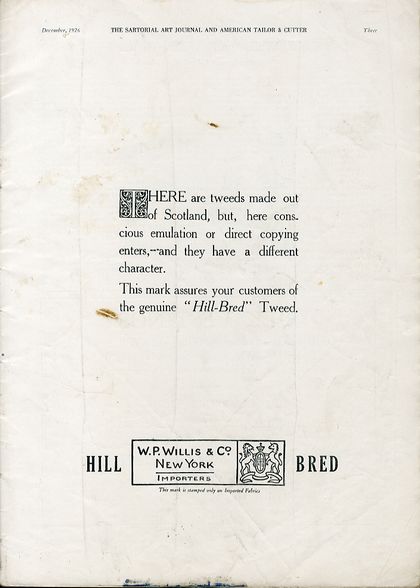 December, 1926 THE SARTORIAL ART JOURNAL AND AMERICAN TAILOR & CUTTER Three
THERE are tweeds made out
of Scotland, but, here cons-
cious emulation or direct copying
enters,—and they have a different
character.
This mark assures your customers of
the genuine "Hill-Bred" Tweed.
HILL W. P. WILLIS & Co BRED
NEW YORK
IMPORTERS
This mark is stamped only on Imported Fabrics